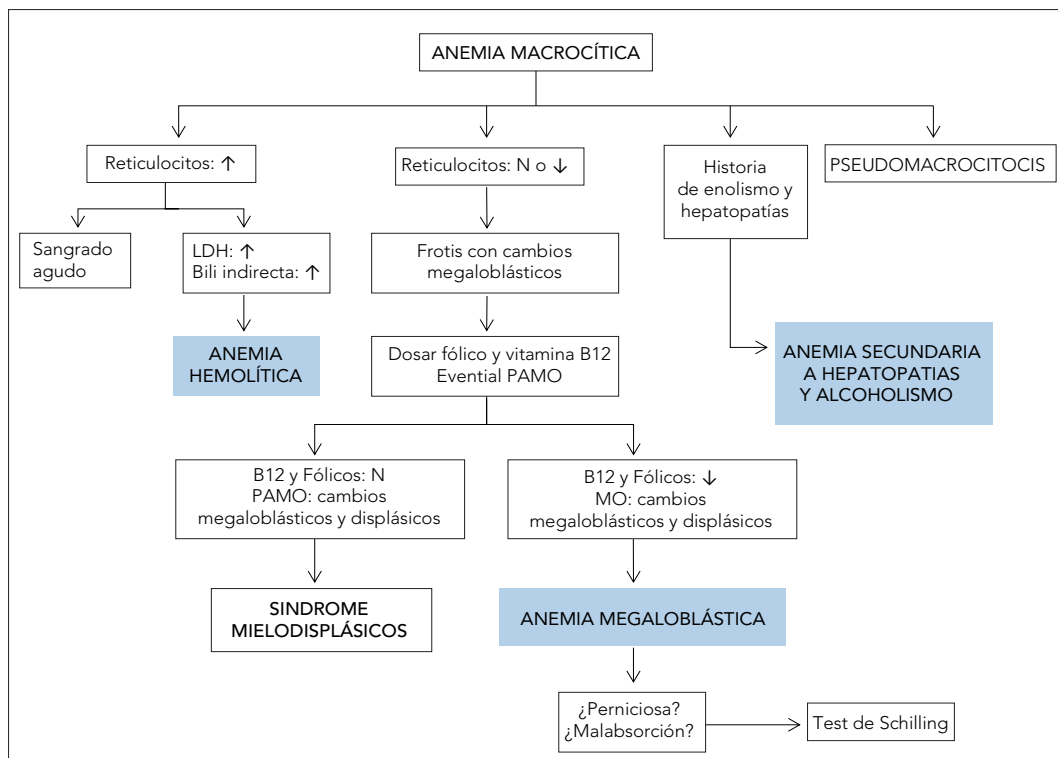 ANEMIA MACROCÍTICA
Reticulocitos: ↑
Reticulocitos: N o ↓
Historia
de enolismo y
hepatopatías
PSEUDOMACROCITOCIS
Sangrado
agudo
LDH: ↑
Bili indirecta: ↑
Frotis con cambios
megaloblásticos
ANEMIA
HEMOLÍTICA
Dosar fólico y vitamina B12
Evential PAMO
ANEMIA SECUNDARIA
A HEPATOPATIAS
Y ALCOHOLISMO
B12 y Fólicos: N
PAMO: cambios
megaloblásticos y displásicos
B12 y Fólicos: ↓
MO: cambios
megaloblásticos y displásicos
SINDROME
MIELODISPLÁSICOS
ANEMIA MEGALOBLÁSTICA
¿Perniciosa?
¿Malabsorción?
Test de Schilling